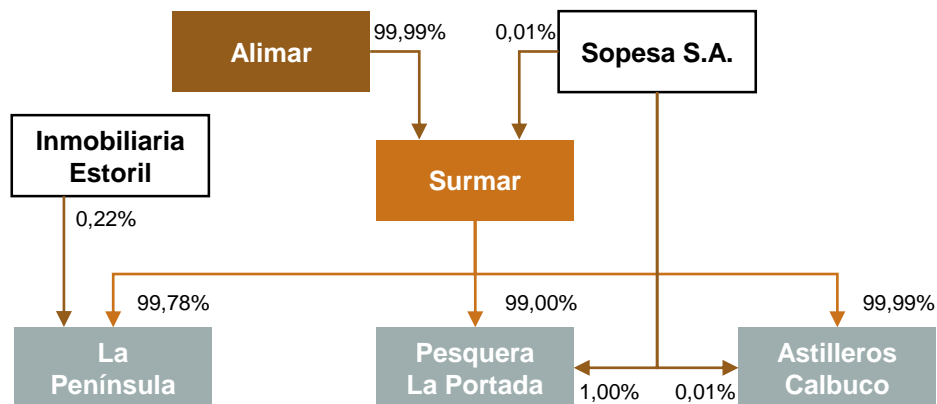 Alimar
99,99%
0,01%
Sopesa S.A.
Inmobiliaria
Estoril
Surmar
0,22%
99,78%
99,00%
99,99%
La
Península
Pesquera
La Portada
1,00%
0,01%
Astilleros
Calbuco